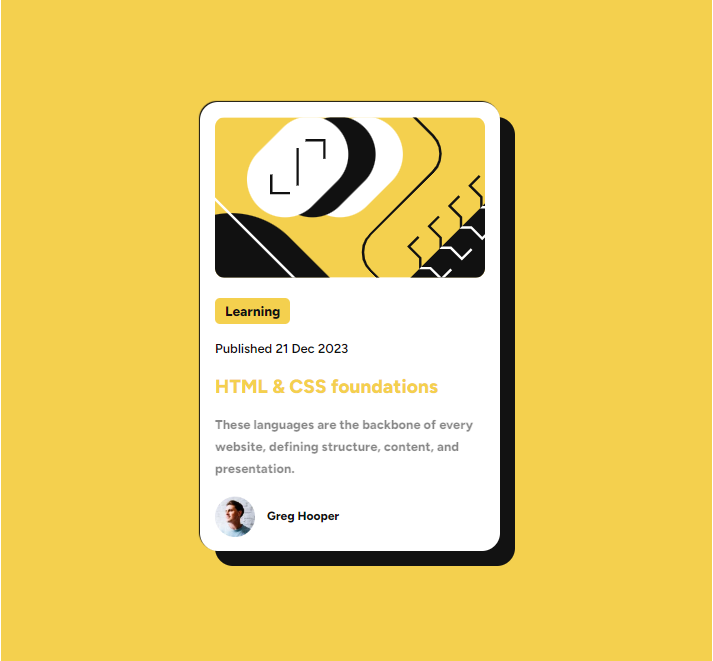 Learning
Published 21 Dec 2023
HTML & CSS foundations
These languages are the backbone of every
website, defining structure, content, and
presentation.
Greg Hooper